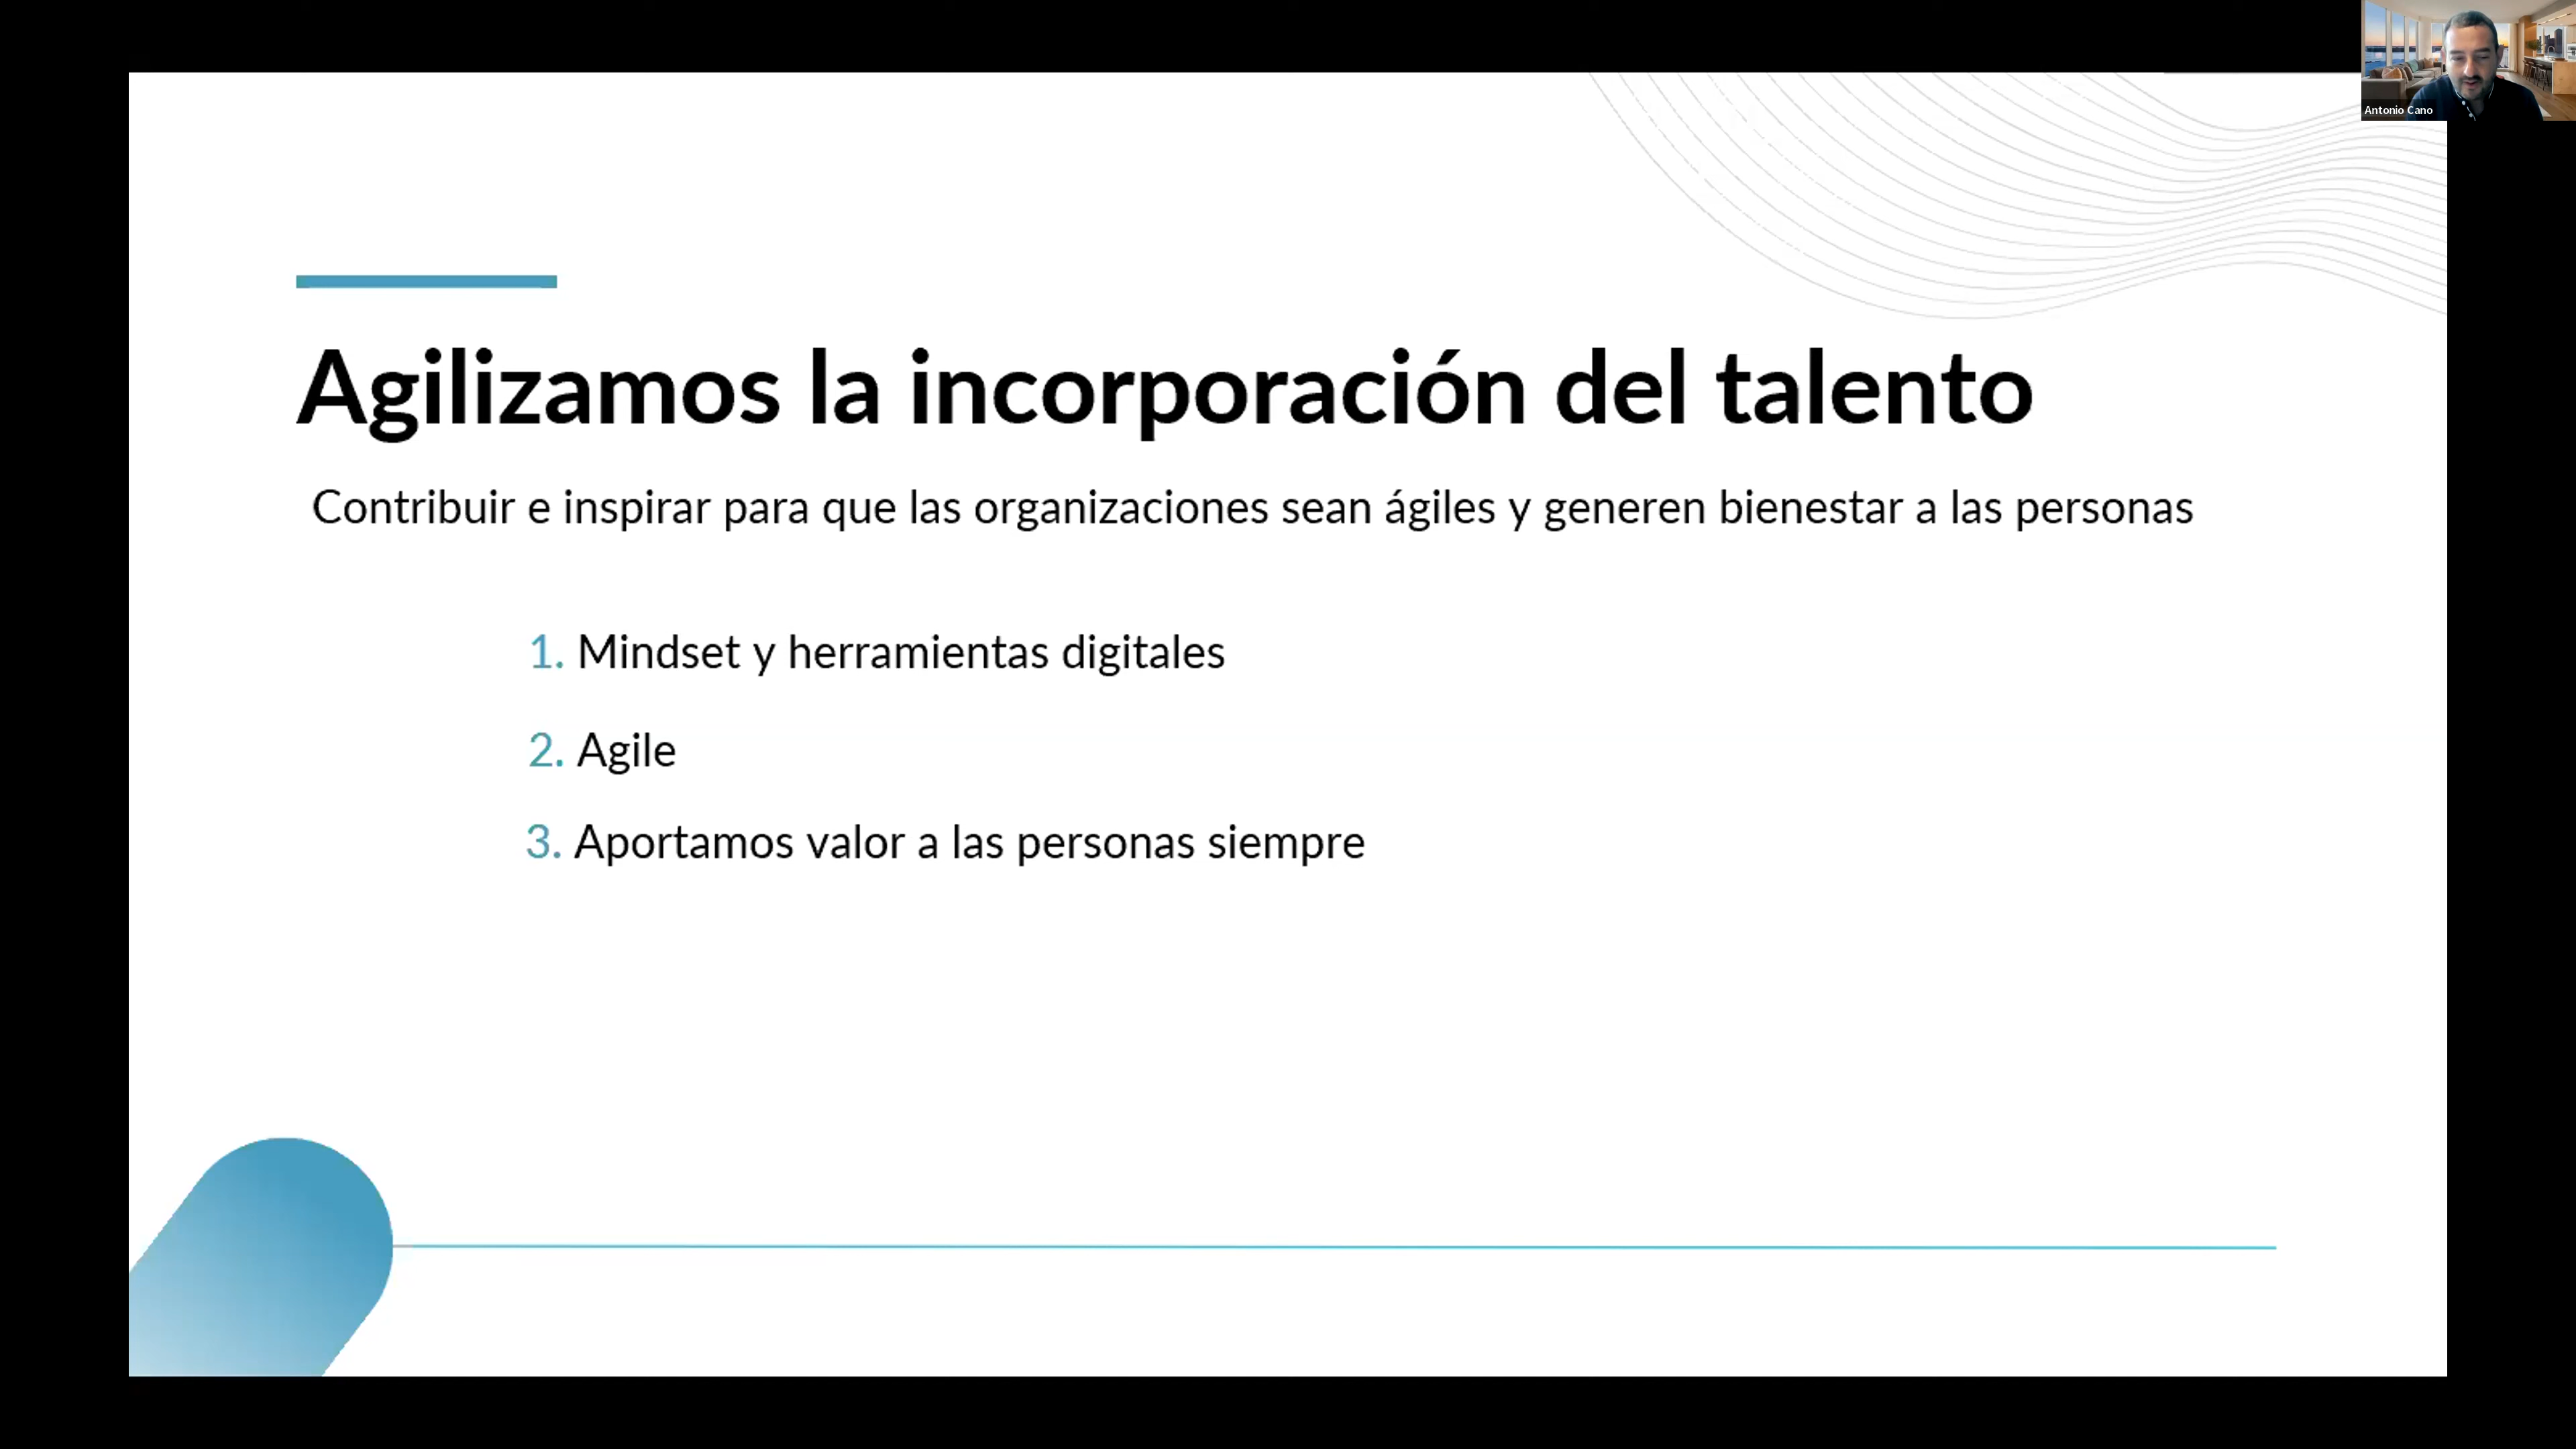 Antonio Cano
Agilizamos la incorporación del talento
Contribuir e inspirar para que las organizaciones sean ágiles y generen bienestar a las personas
1. Mindset y herramientas digitales
2. Agile
3. Aportamos valor a las personas siempre